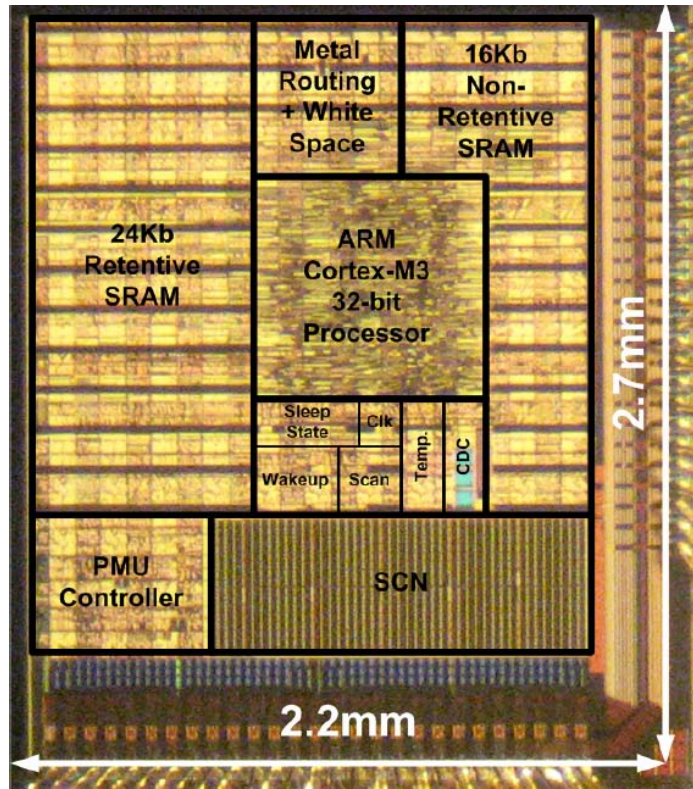 Metal
Routing
+ White
Space
16Kb
Non-
Retentive
SRAM
24Kb
Retentive
SRAM
ARM
Cortex-M3
32-bit
Processor
Sleep
State
Clk
Temp.
CDC
Wakeup
Scan
PMU
Controller
SCN
2.7mm
2.2mm